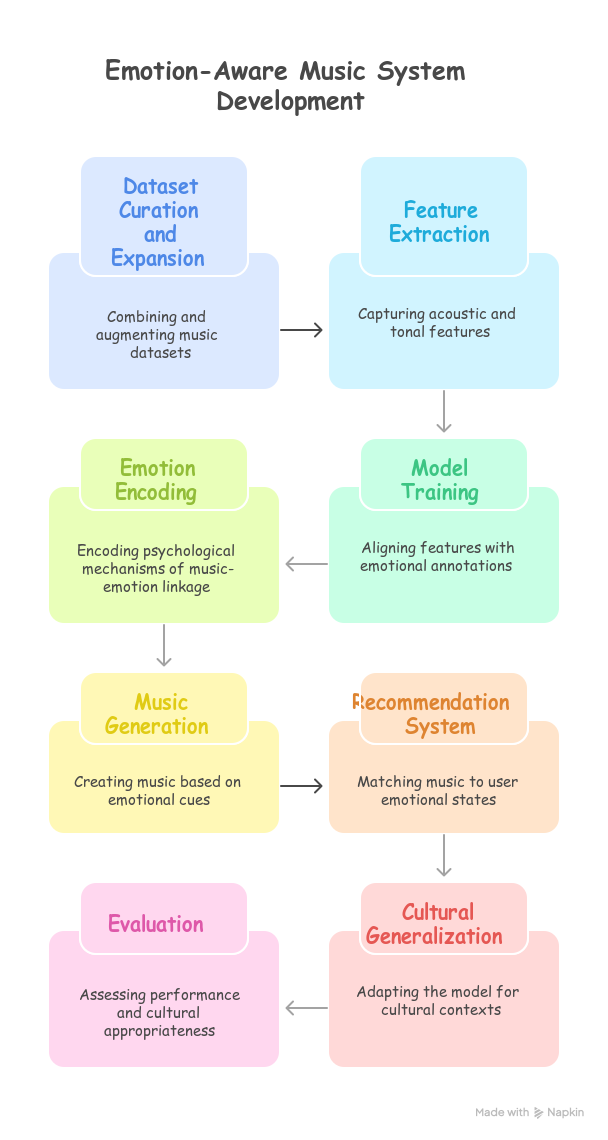 Emotion-Aware Music System
Development
Dataset
Curation
and
Expansion
Combining and
augmenting music
datasets
Feature
Extraction
Capturing acoustic and
tonal features
Emotion
Encoding
Encoding psychological
mechanisms of music-
emotion linkage
Model
Training
Aligning features with
emotional annotations
Music
Generation
Creating music based on
emotional cues
Recommendation
System
Matching music to user
emotional states
Evaluation
Assessing performance
and cultural
appropriateness
Cultural
Generalization
Adapting the model for
cultural contexts
Made with Napkin